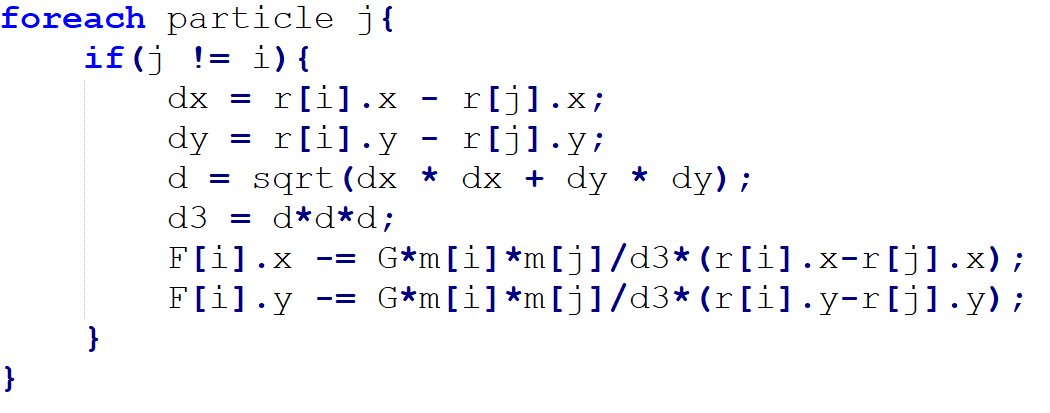 foreach particle j{
    if(j != i){
        dx = r[i].x - r[j].x;
        dy = r[i].y - r[j].y;
        d = sqrt(dx * dx + dy * dy);
        d3 = d*d*d;
        F[i].x -= G*m[i]*m[j]/d3*(r[i].x-r[j].x);
        F[i].y -= G*m[i]*m[j]/d3*(r[i].y-r[j].y);
    }
}